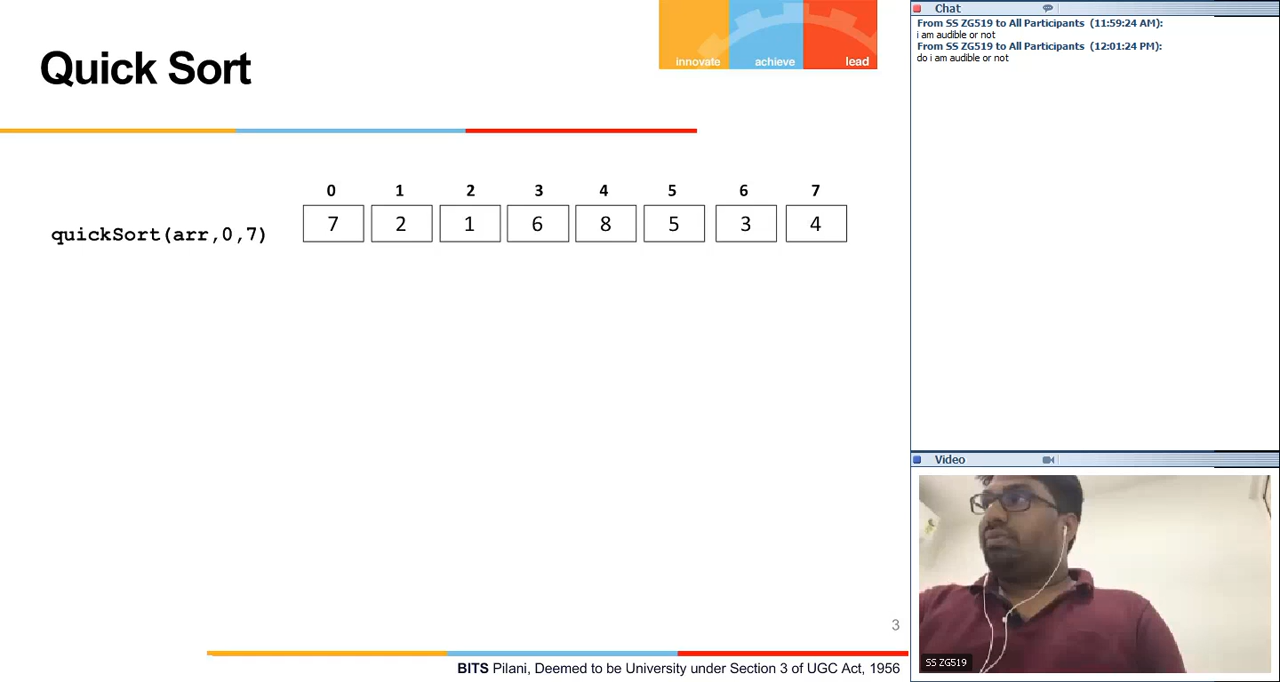 Quick Sort
innovate achieve lead
0 1 2 3 4 5 6 7
quickSort(arr,0,7) 7 2 1 6 8 5 3 4
3
BITS Pilani, Deemed to be University under Section 3 of UGC Act, 1956
Chat
From SS ZG519 to All Participants (11:59:24 AM):
i am audible or not
From SS ZG519 to All Participants (12:01:24 PM):
do i am audible or not
Video
SS ZG519